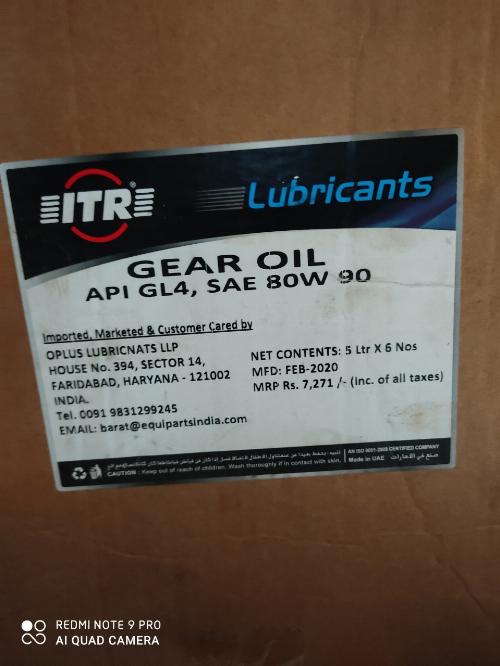 ITR
Lubricants
GEAR OIL
API GL4, SAE 80W 90
Imported, Marketed & Customer Cared by
OPLUS LUBRICNATS LLP
HOUSE No. 394, SECTOR 14,
FARIDABAD, HARYANA - 121002
INDIA.
Tel. 0091 9831299245
EMAIL: barat@equipartsindia.com
NET CONTENTS: 5 Ltr X 6 Nos
MFD: FEB-2020
MRP Rs. 7,271 /- (Inc. of all taxes)
CAUTION : Keep out of reach of children. Wash thoroughly if in contact with skin.
AN ISO 9001-2008 CERTIFIED COMPANY
Made in UAE صنع في الامارات
REDMI NOTE 9 PRO
AI QUAD CAMERA